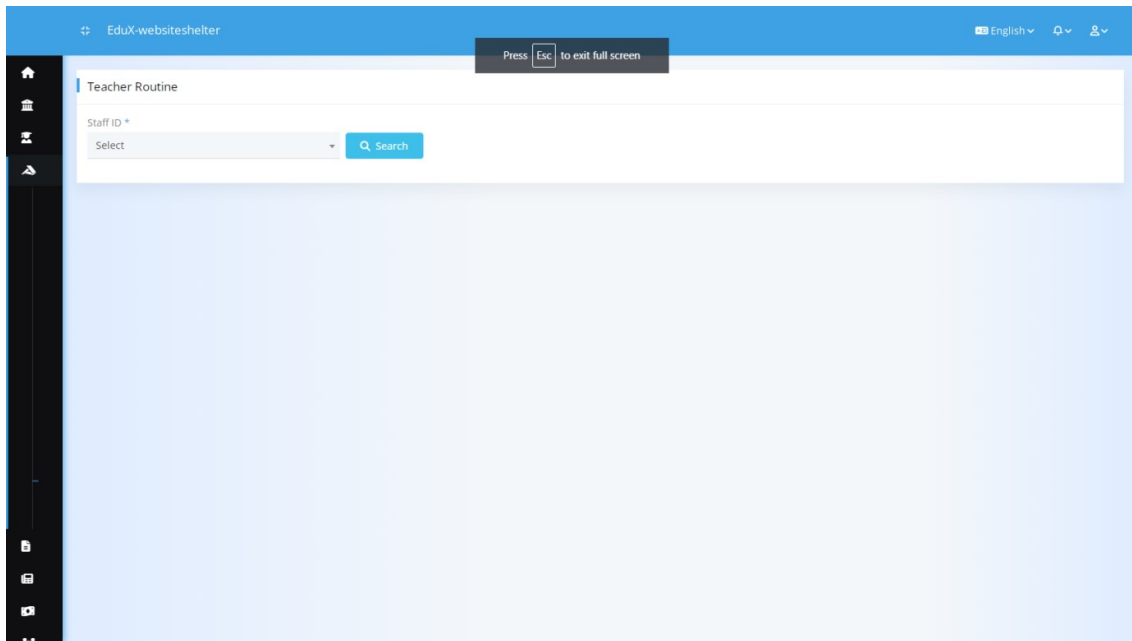 EduX-websiteshelter
English
Press Esc to exit full screen
Teacher Routine
Staff ID *
Select
Search